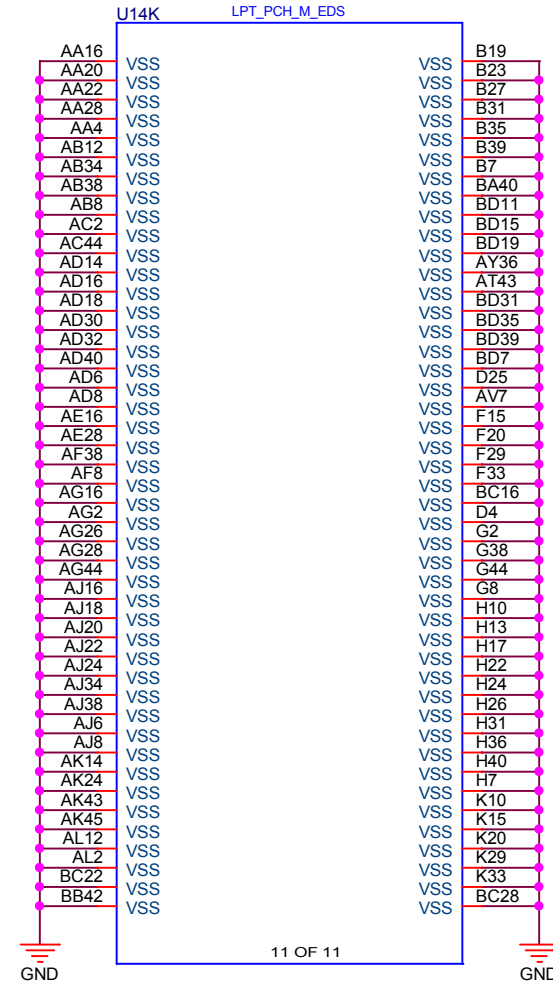 U14K LPT_PCH_M_EDS
AA16 VSS VSS B19
AA20 VSS VSS B23
AA22 VSS VSS B27
AA28 VSS VSS B31
AA4 VSS VSS B35
AB12 VSS VSS B39
AB34 VSS VSS B7
AB38 VSS VSS BA40
AB8 VSS VSS BD11
AC2 VSS VSS BD15
AC44 VSS VSS BD19
AD14 VSS VSS AY36
AD16 VSS VSS AT43
AD18 VSS VSS BD31
AD30 VSS VSS BD35
AD32 VSS VSS BD39
AD40 VSS VSS BD7
AD6 VSS VSS D25
AD8 VSS VSS AV7
AE16 VSS VSS F15
AE28 VSS VSS F20
AF38 VSS VSS F29
AF8 VSS VSS F33
AG16 VSS VSS BC16
AG2 VSS VSS D4
AG26 VSS VSS G2
AG28 VSS VSS G38
AG44 VSS VSS G44
AJ16 VSS VSS G8
AJ18 VSS VSS H10
AJ20 VSS VSS H13
AJ22 VSS VSS H17
AJ24 VSS VSS H22
AJ34 VSS VSS H24
AJ38 VSS VSS H26
AJ6 VSS VSS H31
AJ8 VSS VSS H36
AK14 VSS VSS H40
AK24 VSS VSS H7
AK43 VSS VSS K10
AK45 VSS VSS K15
AL12 VSS VSS K20
AL2 VSS VSS K29
BC22 VSS VSS K33
BB42 VSS VSS BC28
11 OF 11
GND GND